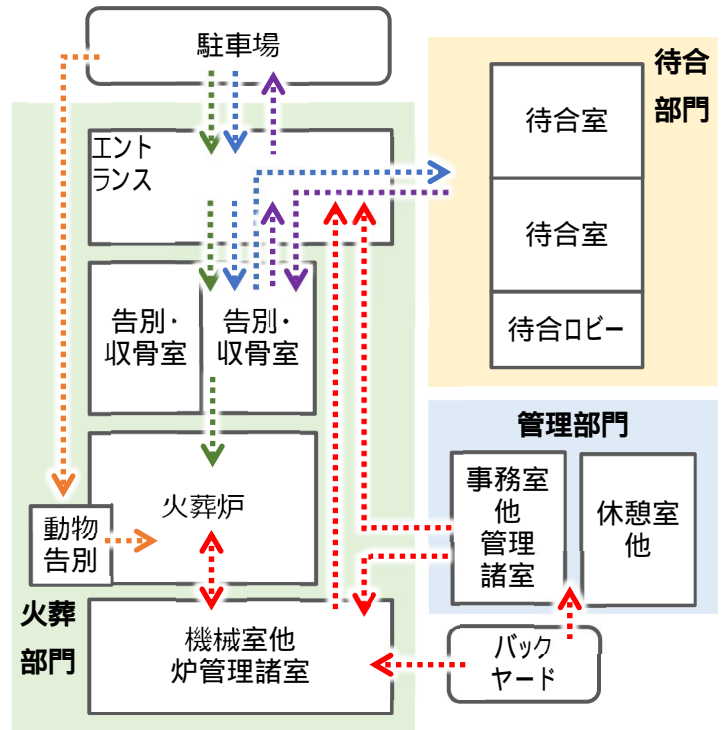 駐車場
エント
ランス
告別・
収骨室
告別・
収骨室
火葬炉
動物
告別
火葬
部門
機械室他
炉管理諸室
待合
部門
待合室
待合室
待合ロビー
管理部門
事務室
他
管理
諸室
休憩室
他
バック
ヤード